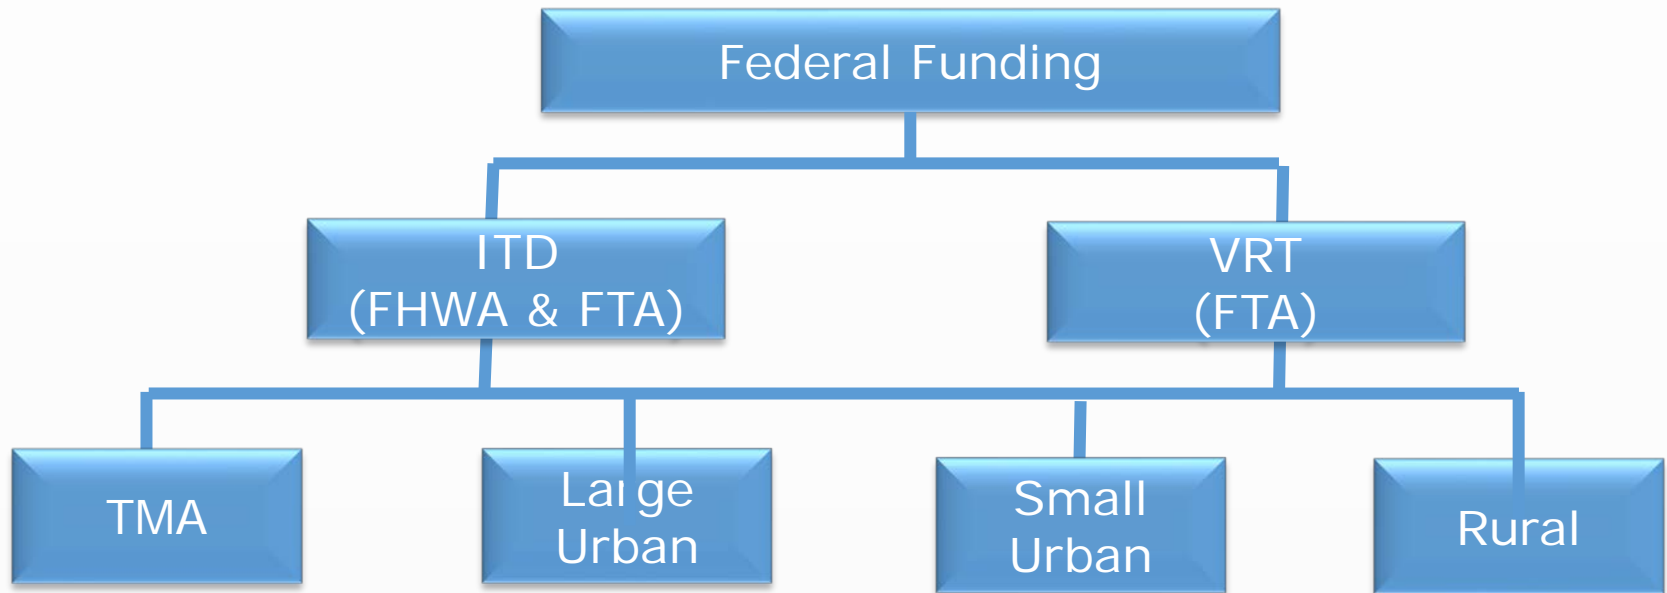 Federal Funding
ITD
(FHWA & FTA)
VRT
(FTA)
TMA
Large
Urban
Small
Urban
Rural